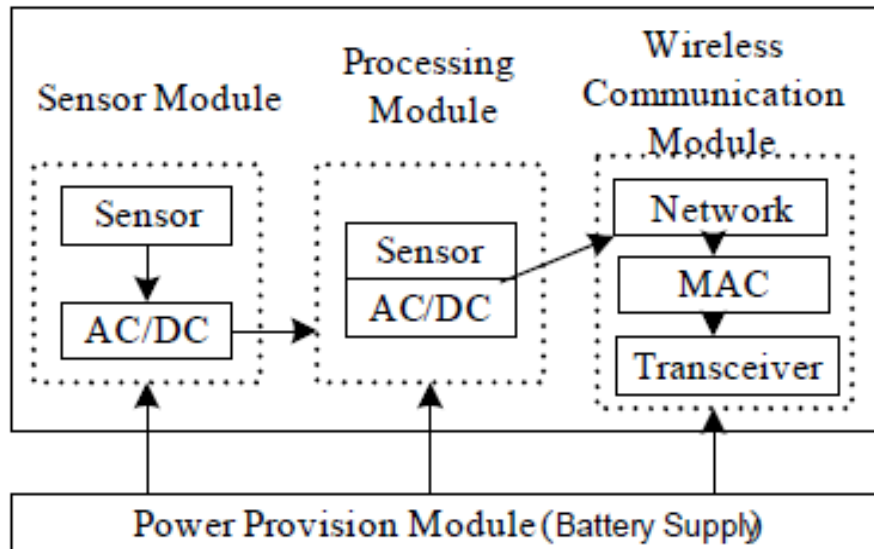 Sensor Module
Sensor
AC/DC
Processing
Module
Sensor
AC/DC
Wireless
Communication
Module
Network
MAC
Transceiver
Power Provision Module(Battery Supply)